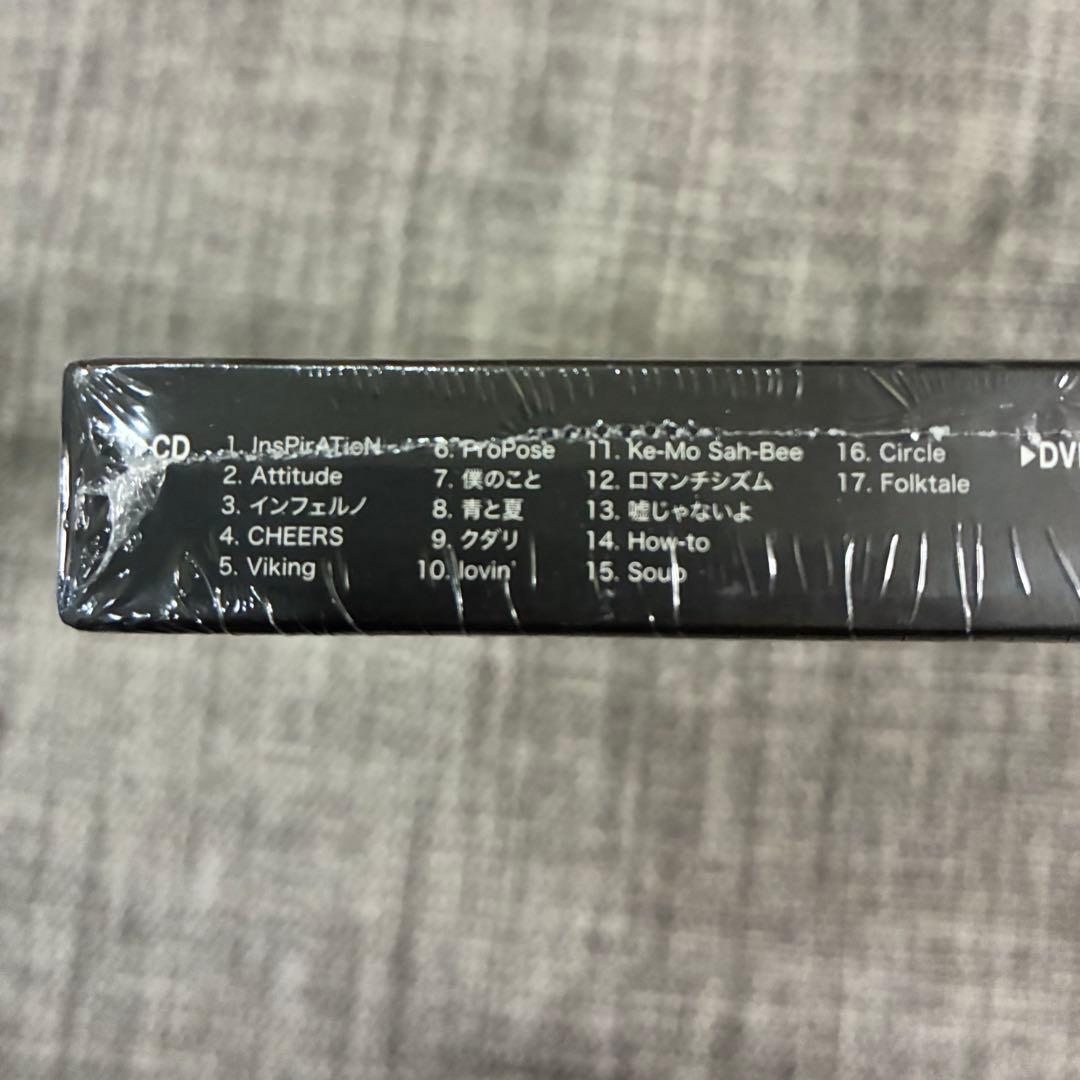 ▶CD
1. InsPirATioN
2. Attitude
3. インフェルノ
4. CHEERS
5. Viking
6. ProPose
7. 僕のこと
8. 青と夏
9. クダリ
10. lovin'
11. Ke-Mo Sah-Bee
12. ロマンチシズム
13. 嘘じゃないよ
14. How-to
15. Soup
16. Circle
17. Folktale